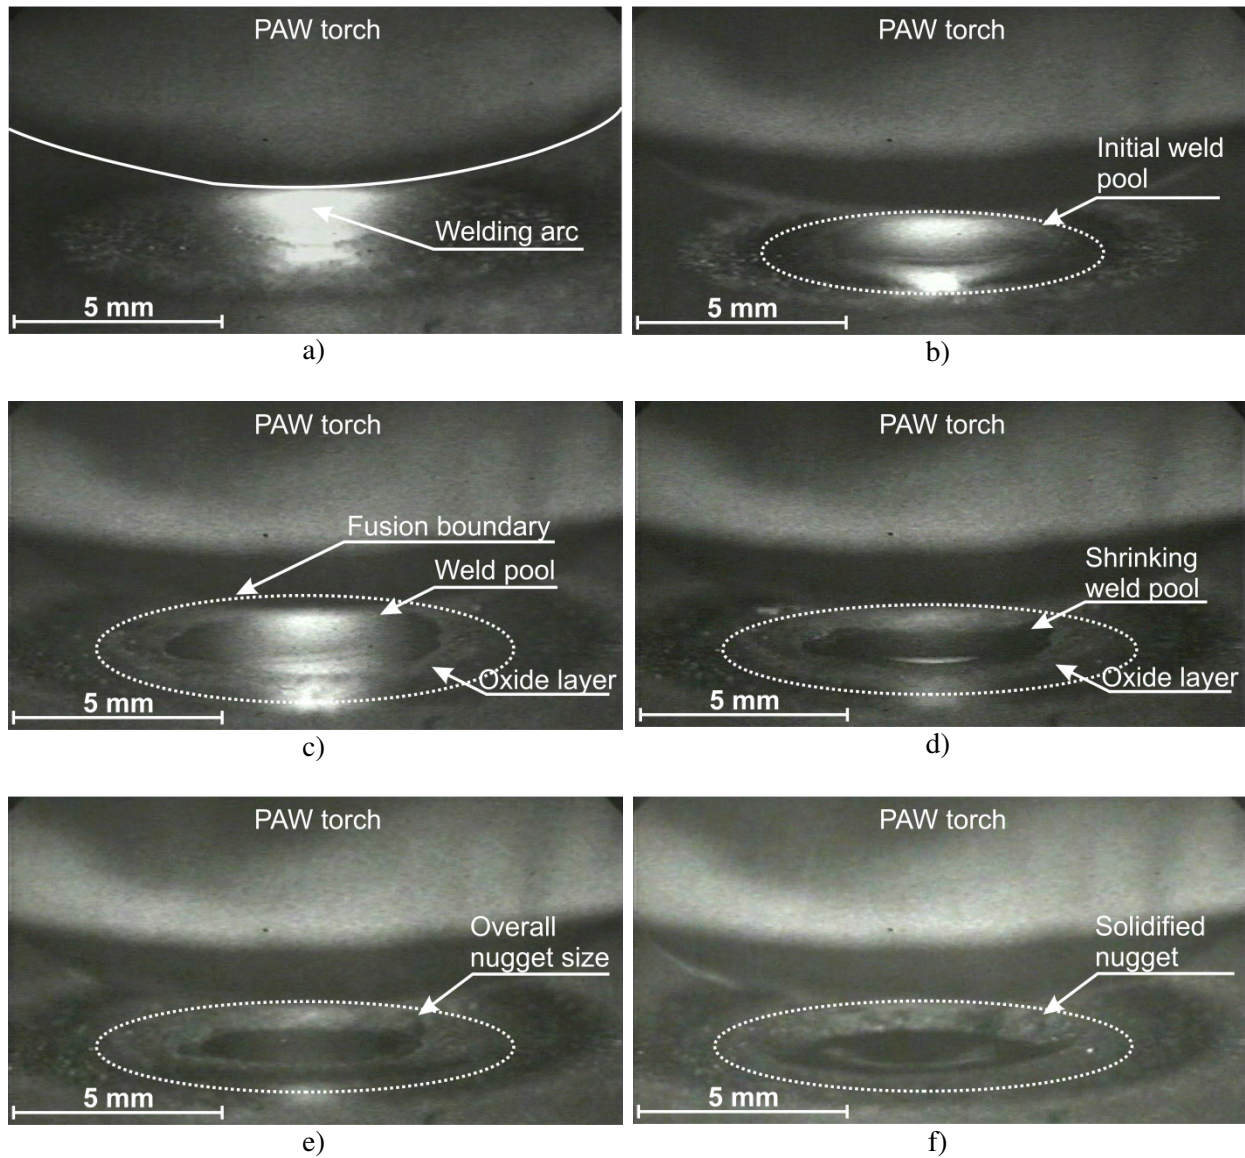 PAW torch
Welding arc
5 mm
a)
PAW torch
Initial weld
pool
5 mm
b)
PAW torch
Fusion boundary
Weld pool
Oxide layer
5 mm
c)
PAW torch
Shrinking
weld pool
Oxide layer
5 mm
d)
PAW torch
Overall
nugget size
5 mm
e)
PAW torch
Solidified
nugget
5 mm
f)